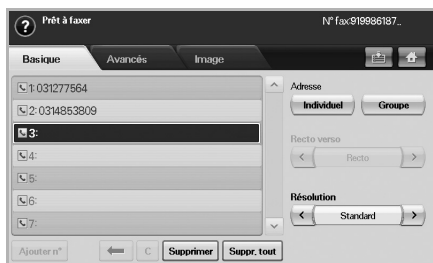 Prêt à faxer
N° fax:919986187..
Basique
Avancés
Image
1: 031277564
2: 0314853809
3:
4:
5:
6:
7:
Adresse
Individuel
Groupe
Recto verso
Recto
Résolution
Standard
Ajouter n°
C
Supprimer
Suppr. tout